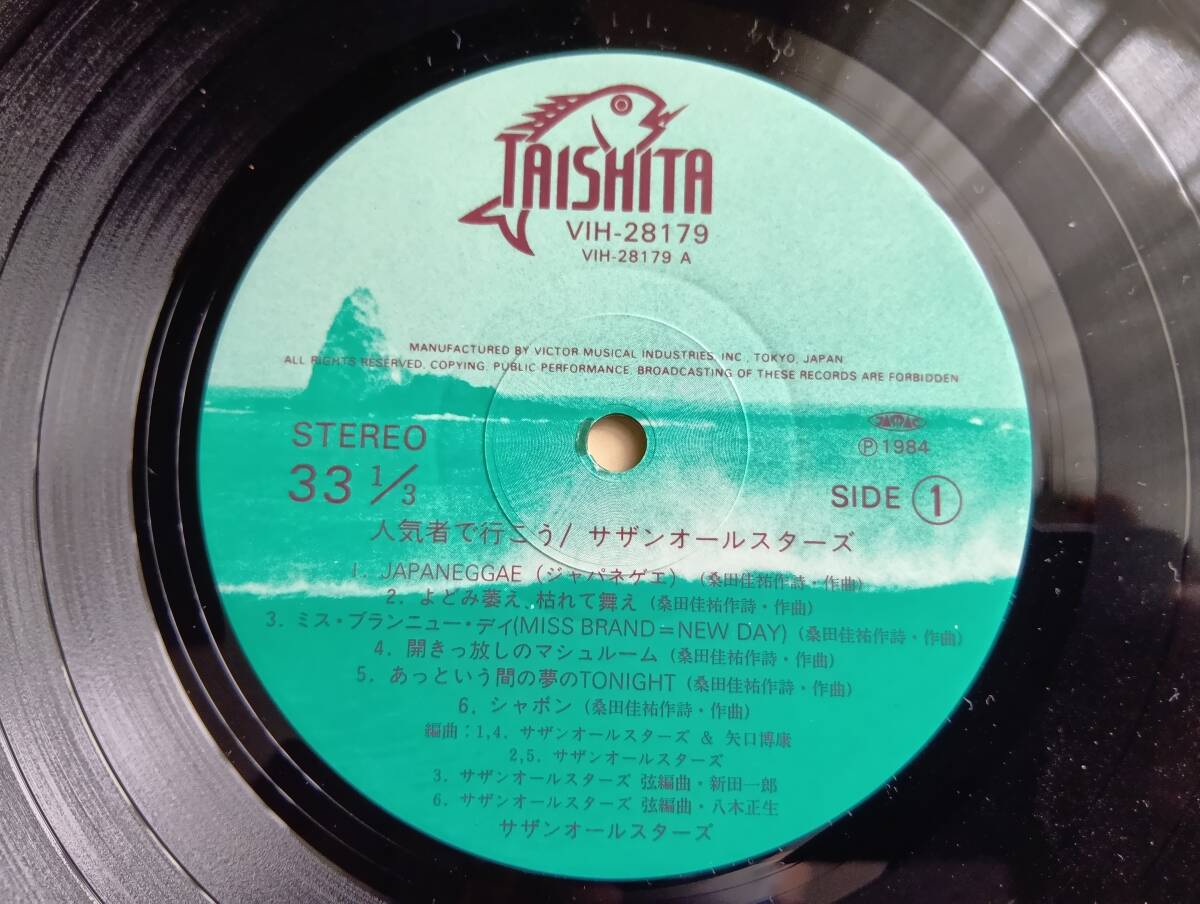 TAISHITA
VIH-28179
VIH-28179 A
MANUFACTURED BY VICTOR MUSICAL INDUSTRIES, INC., TOKYO, JAPAN
ALL RIGHTS RESERVED. COPYING. PUBLIC PERFORMANCE. BROADCASTING OF THESE RECORDS ARE FORBIDDEN
STEREO
33 1/3
JASRAC
Ⓟ1984
SIDE 1
人気者で行こう/ サザンオールスターズ
1. JAPANEGGAE (ジャパネゲエ) (桑田佳祐作詩・作曲)
2. よどみ萎え、枯れて舞え (桑田佳祐作詩・作曲)
3. ミス・ブランニュー・デイ(MISS BRAND=NEW DAY) (桑田佳祐作詩・作曲)
4. 開きっ放しのマシュルーム (桑田佳祐作詩・作曲)
5. あっという間の夢のTONIGHT (桑田佳祐作詩・作曲)
6. シャボン (桑田佳祐作詩・作曲)
編曲:1,4. サザンオールスターズ & 矢口博康
2,5. サザンオールスターズ
3. サザンオールスターズ 弦編曲・新田一郎
6. サザンオールスターズ 弦編曲・八木正生
サザンオールスターズ